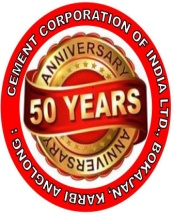 CEMENT CORPORATION OF INDIA LTD., BOKAJAN, KARBI ANGLONG :
ANNIVERSARY
50 YEARS
ANNIVERSARY